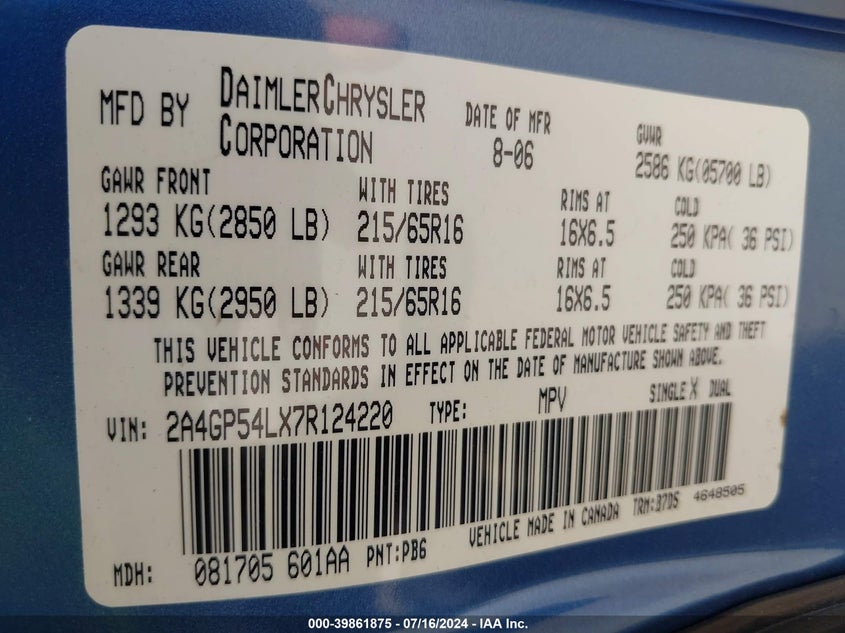 MFD BY DAIMLERCHRYSLER CORPORATION DATE OF MFR 8-06 GVWR 2586 KG(05700 LB)
GAWR FRONT WITH TIRES RIMS AT COLD
1293 KG(2850 LB) 215/65R16 16X6.5 250 KPA( 36 PSI)
GAWR REAR WITH TIRES RIMS AT COLD
1339 KG(2950 LB) 215/65R16 16X6.5 250 KPA( 36 PSI)
THIS VEHICLE CONFORMS TO ALL APPLICABLE FEDERAL MOTOR VEHICLE SAFETY AND THEFT
PREVENTION STANDARDS IN EFFECT ON THE DATE OF MANUFACTURE SHOWN ABOVE.
VIN: 2A4GP54LX7R124220 TYPE: MPV SINGLE X DUAL
MDH: 081705 601AA PNT:PB6 VEHICLE MADE IN CANADA TRM:B7D5 4648505
000-39861875 - 07/16/2024 - IAA Inc.